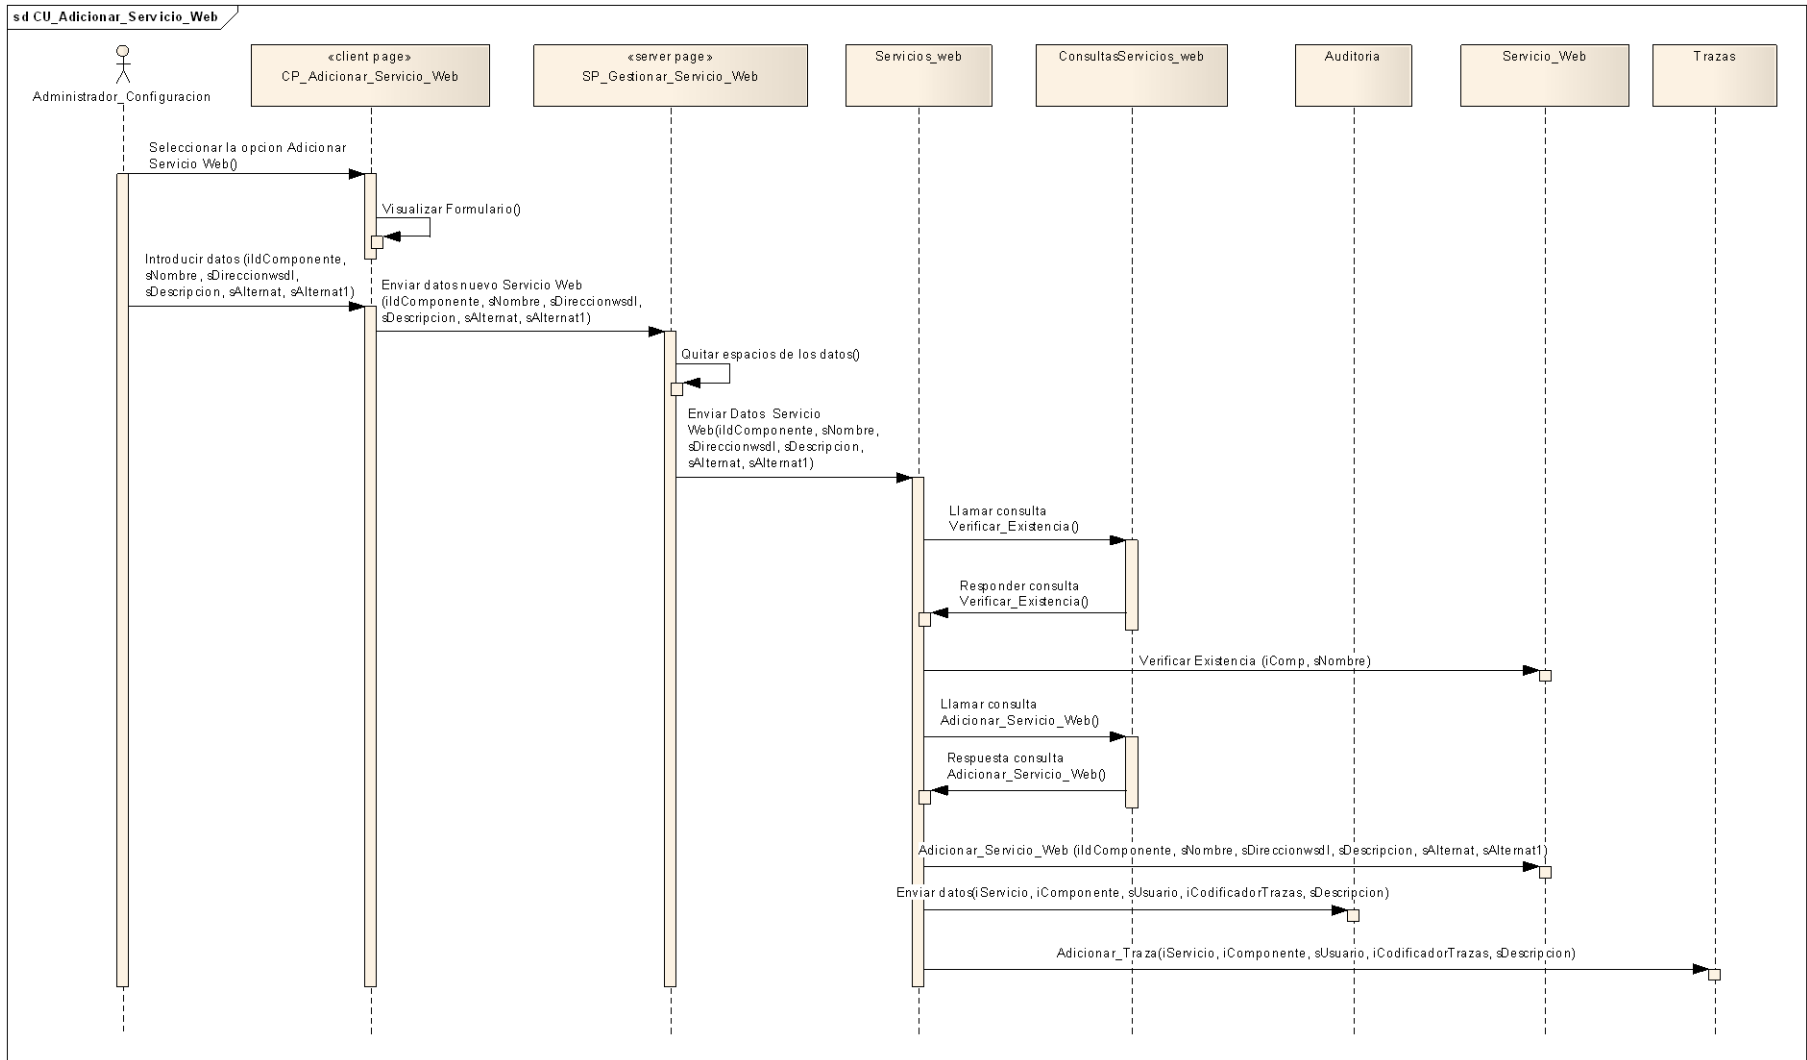 sd CU_Adicionar_Servicio_Web
Administrador_Configuracion
«client page»
CP_Adicionar_Servicio_Web
«server page»
SP_Gestionar_Servicio_Web
Servicios_web
ConsultasServicios_web
Auditoria
Servicio_Web
Trazas
Seleccionar la opcion Adicionar
Servicio Web()
Visualizar Formulario()
Introducir datos (iIdComponente,
sNombre, sDireccionwsdl,
sDescripcion, sAlternat, sAlternat1)
Enviar datos nuevo Servicio Web
(iIdComponente, sNombre, sDireccionwsdl,
sDescripcion, sAlternat, sAlternat1)
Quitar espacios de los datos()
Enviar Datos Servicio
Web(iIdComponente, sNombre,
sDireccionwsdl, sDescripcion,
sAlternat, sAlternat1)
Llamar consulta
Verificar_Existencia()
Responder consulta
Verificar_Existencia()
Verificar Existencia (iComp, sNombre)
Llamar consulta
Adicionar_Servicio_Web()
Respuesta consulta
Adicionar_Servicio_Web()
Adicionar_Servicio_Web (iIdComponente, sNombre, sDireccionwsdl, sDescripcion, sAlternat, sAlternat1)
Enviar datos(iServicio, iComponente, sUsuario, iCodificadorTrazas, sDescripcion)
Adicionar_Traza(iServicio, iComponente, sUsuario, iCodificadorTrazas, sDescripcion)